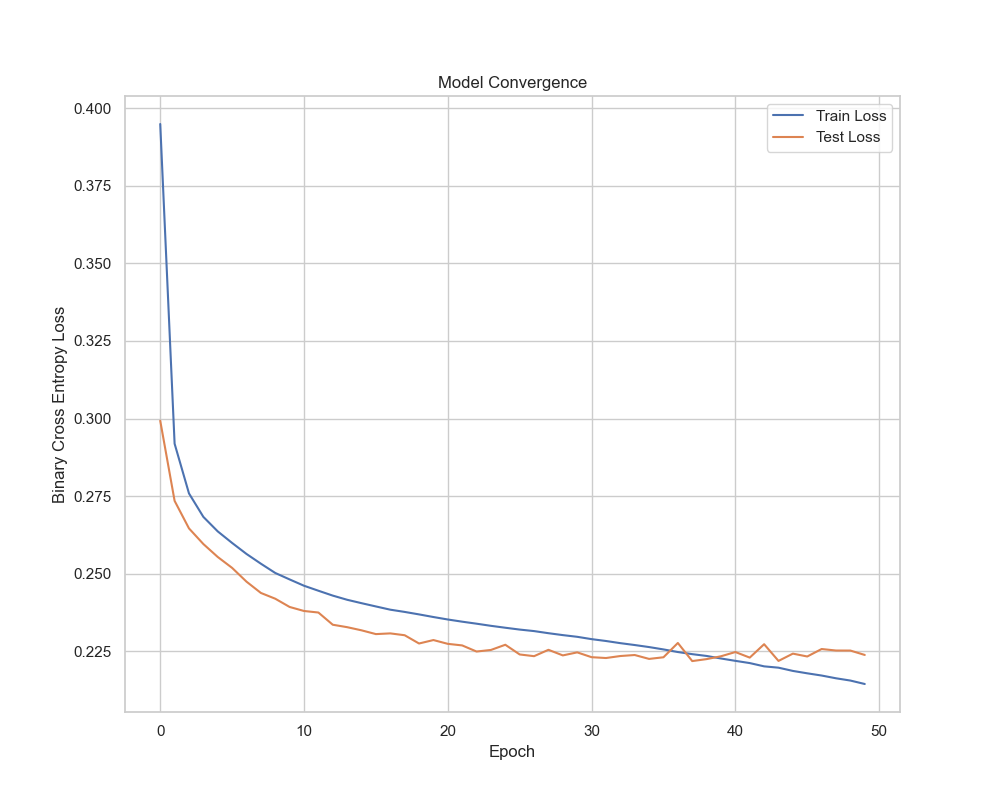 Model Convergence
Train Loss
Test Loss
Binary Cross Entropy Loss
0.400
0.375
0.350
0.325
0.300
0.275
0.250
0.225
0
10
20
30
40
50
Epoch